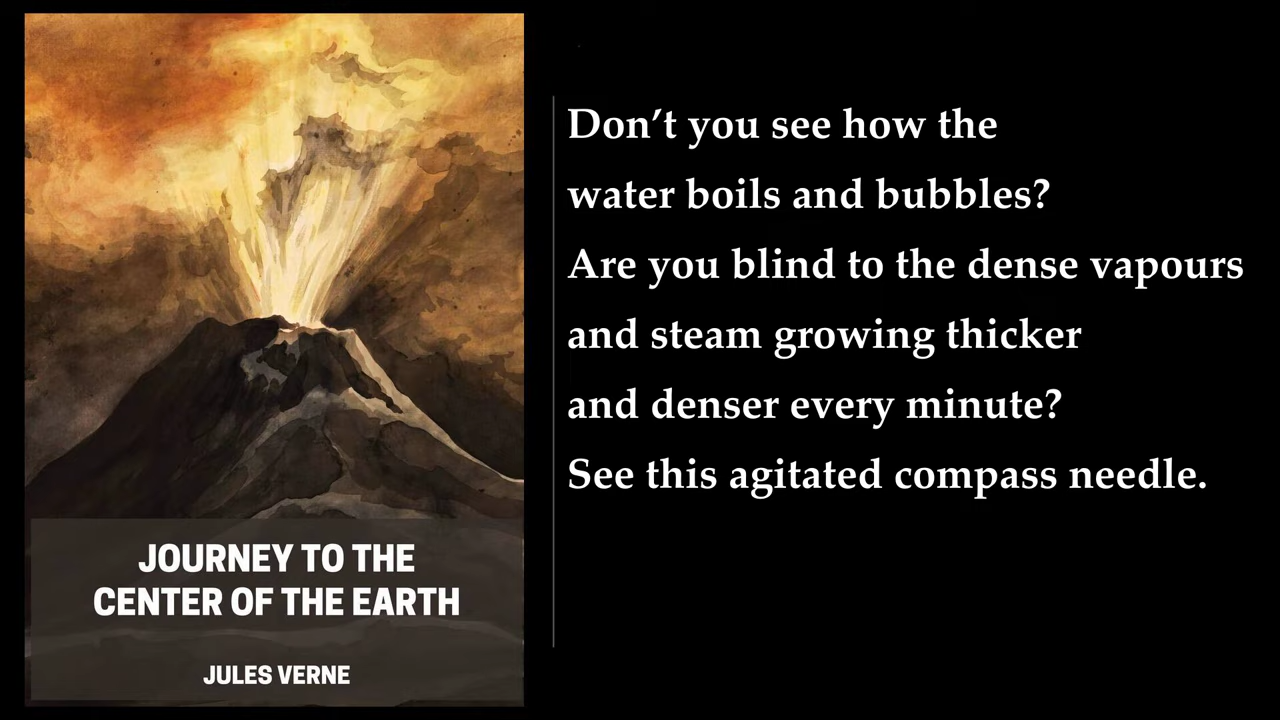 Don’t you see how the
water boils and bubbles?
Are you blind to the dense vapours
and steam growing thicker
and denser every minute?
See this agitated compass needle.
JOURNEY TO THE
CENTER OF THE EARTH
JULES VERNE